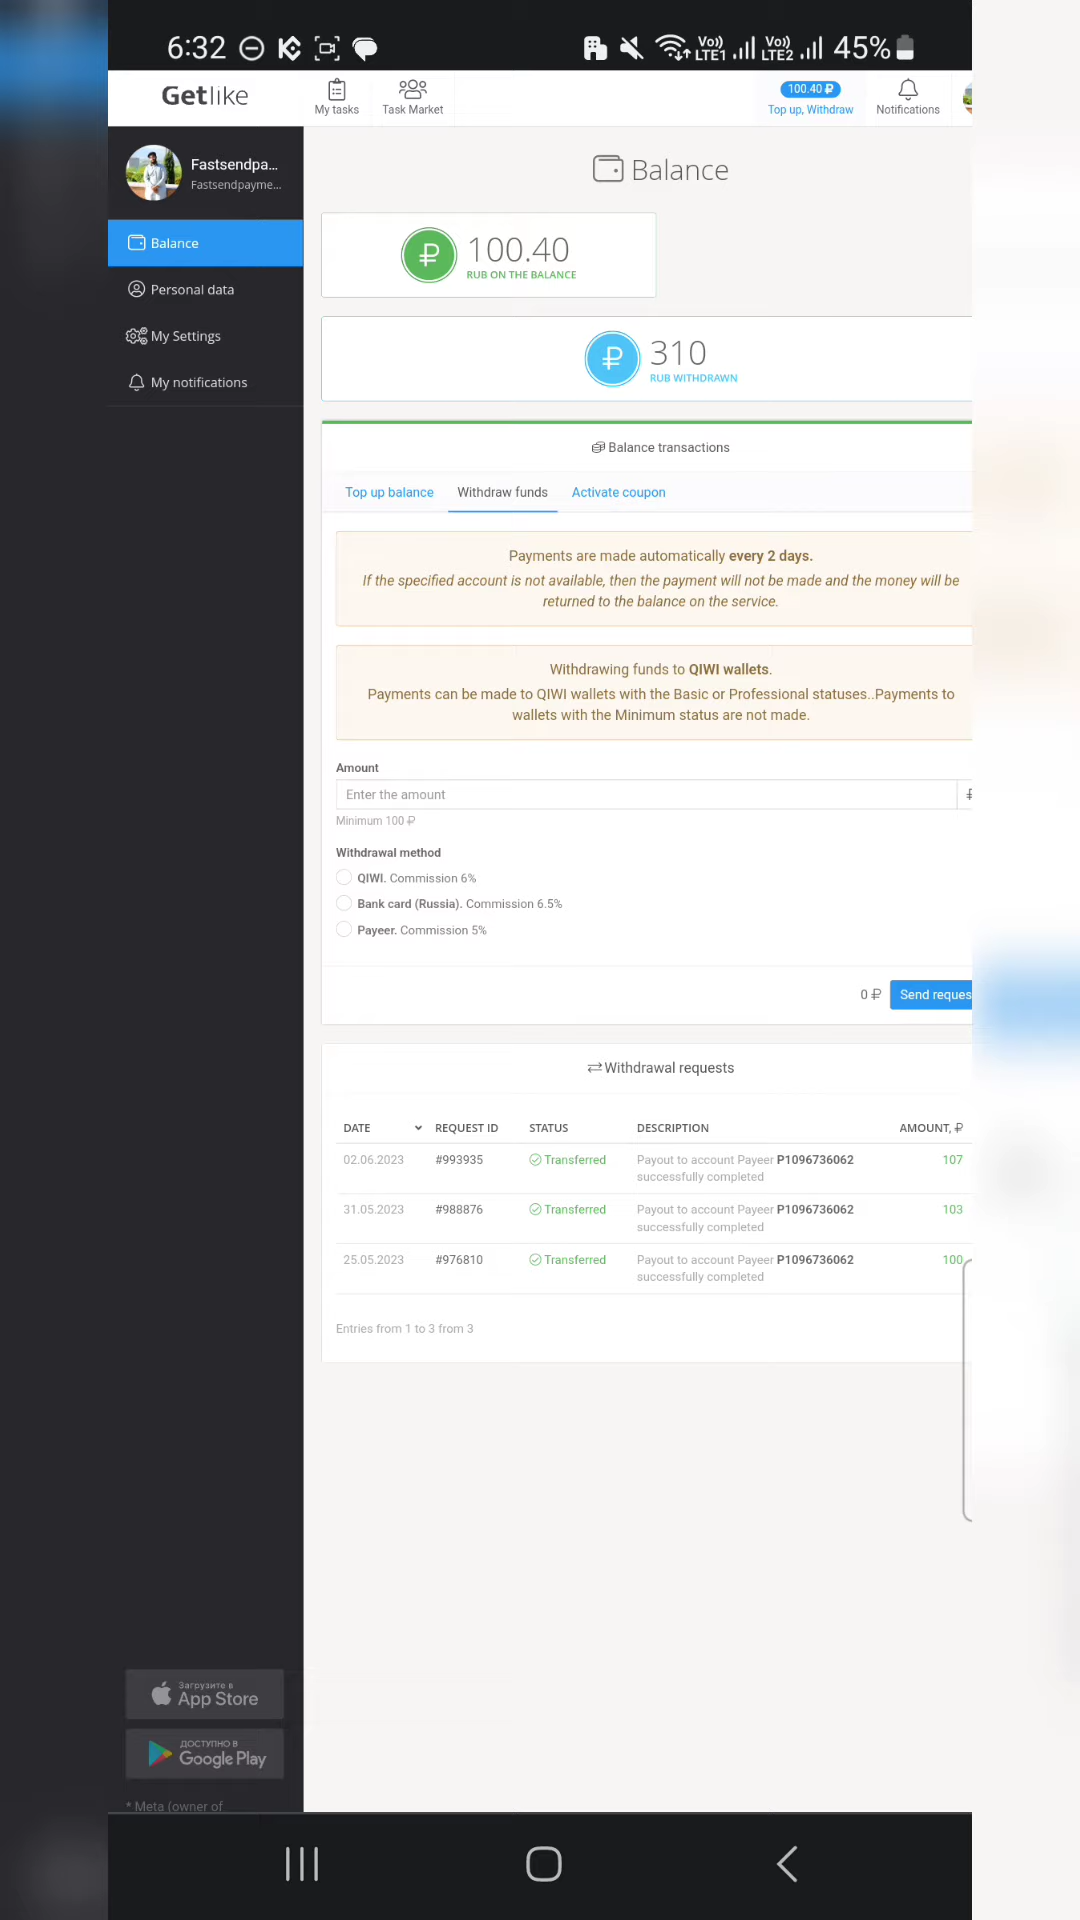 6:32
Vo)) LTE1
Vo)) LTE2
45%
Getlike
My tasks
Task Market
100.40 ₽
Top up, Withdraw
Notifications
Fastsendpa...
Fastsendpayme...
Balance
Personal data
My Settings
My notifications
Balance
₽ 100.40
RUB ON THE BALANCE
₽ 310
RUB WITHDRAWN
Balance transactions
Top up balance
Withdraw funds
Activate coupon
Payments are made automatically every 2 days.
If the specified account is not available, then the payment will not be made and the money will be
returned to the balance on the service.
Withdrawing funds to QIWI wallets.
Payments can be made to QIWI wallets with the Basic or Professional statuses..Payments to
wallets with the Minimum status are not made.
Amount
Enter the amount ₽
Minimum 100 ₽
Withdrawal method
QIWI. Commission 6%
Bank card (Russia). Commission 6.5%
Payeer. Commission 5%
0 ₽ Send reques
Withdrawal requests
DATE REQUEST ID STATUS DESCRIPTION AMOUNT, ₽
02.06.2023 #993935 Transferred Payout to account Payeer P1096736062 107
successfully completed
31.05.2023 #988876 Transferred Payout to account Payeer P1096736062 103
successfully completed
25.05.2023 #976810 Transferred Payout to account Payeer P1096736062 100
successfully completed
Entries from 1 to 3 from 3
Загрузите в
App Store
ДОСТУПНО В
Google Play
* Meta (owner of